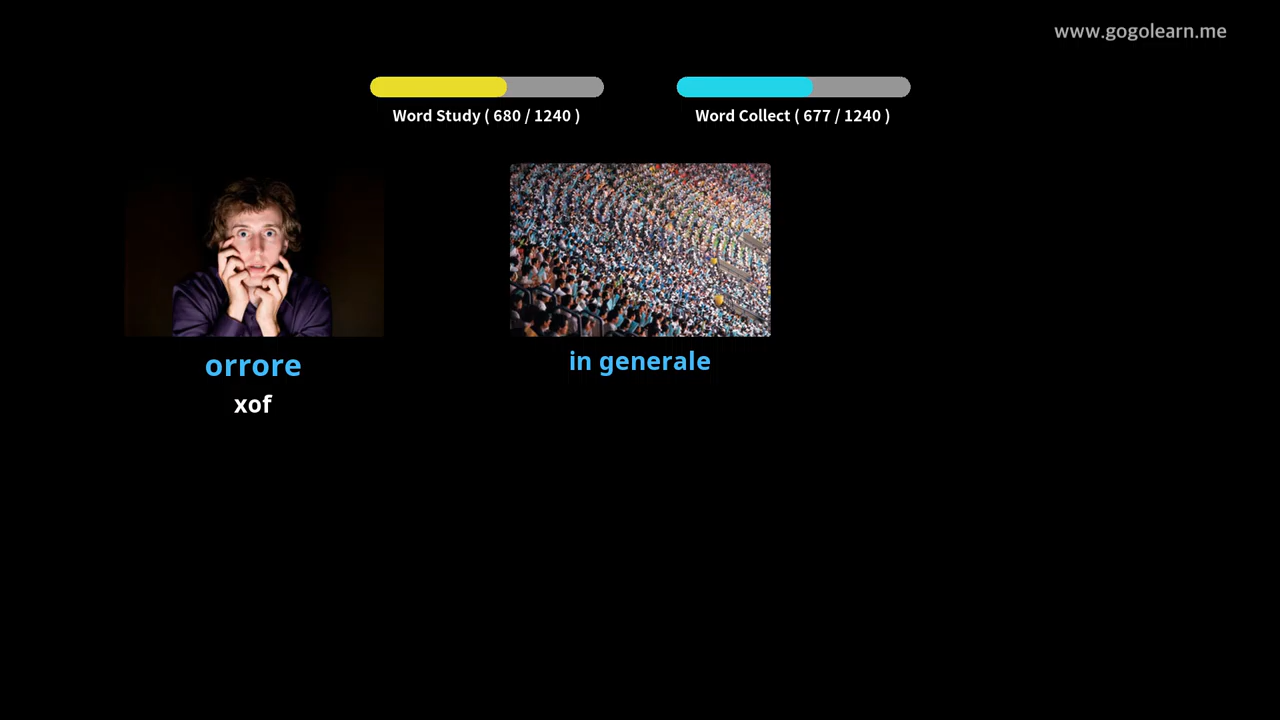 www.gogolearn.me
Word Study ( 680 / 1240 )
Word Collect ( 677 / 1240 )
orrore
xof
in generale